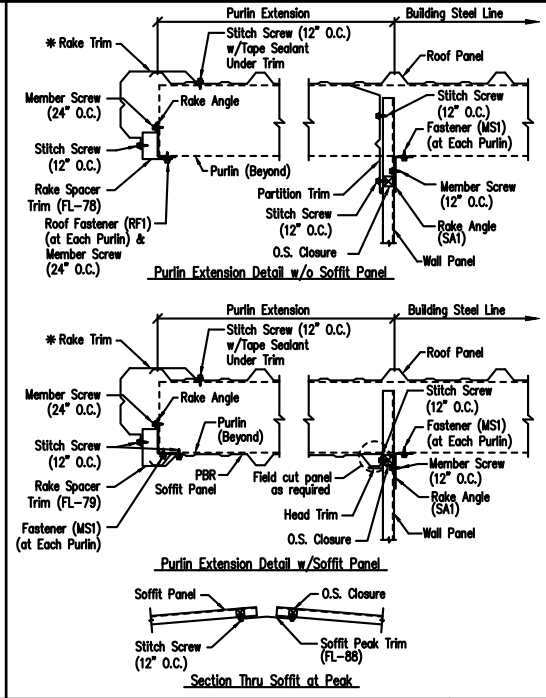 Purlin Extension
Building Steel Line
✳ Rake Trim
Stitch Screw (12" O.C.)
w/Tape Sealant
Under Trim
Roof Panel
Member Screw
(24" O.C.)
Rake Angle
Stitch Screw
(12" O.C.)
Fastener (MS1)
(at Each Purlin)
Stitch Screw
(12" O.C.)
Purlin (Beyond)
Rake Spacer
Trim (FL-78)
Partition Trim
Member Screw
(12" O.C.)
Roof Fastener (RF1)
(at Each Purlin) &
Member Screw
(24" O.C.)
Stitch Screw
(12" O.C.)
Rake Angle
(SA1)
O.S. Closure
Wall Panel
Purlin Extension Detail w/o Soffit Panel
Purlin Extension
Building Steel Line
✳ Rake Trim
Stitch Screw (12" O.C.)
w/Tape Sealant
Under Trim
Roof Panel
Member Screw
(24" O.C.)
Rake Angle
Stitch Screw
(12" O.C.)
Purlin
(Beyond)
Fastener (MS1)
(at Each Purlin)
Stitch Screw
(12" O.C.)
PBR
Soffit Panel
Field cut panel
as required
Member Screw
(12" O.C.)
Rake Spacer
Trim (FL-79)
Head Trim
Rake Angle
(SA1)
Fastener (MS1)
(at Each Purlin)
O.S. Closure
Wall Panel
Purlin Extension Detail w/Soffit Panel
Soffit Panel
O.S. Closure
Stitch Screw
(12" O.C.)
Soffit Peak Trim
(FL-88)
Section Thru Soffit at Peak